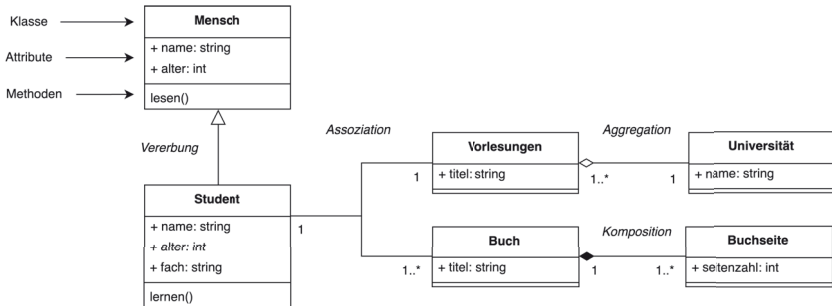 Klasse
Attribute
Methoden
Mensch
+ name: string
+ alter: int
lesen()
Vererbung
Assoziation
Student
+ name: string
+ alter: int
+ fach: string
lernen()
1
1
1..*
Vorlesungen
+ titel: string
Aggregation
1..*
1
Universität
+ name: string
Buch
+ titel: string
Komposition
1
1..*
Buchseite
+ seitenzahl: int